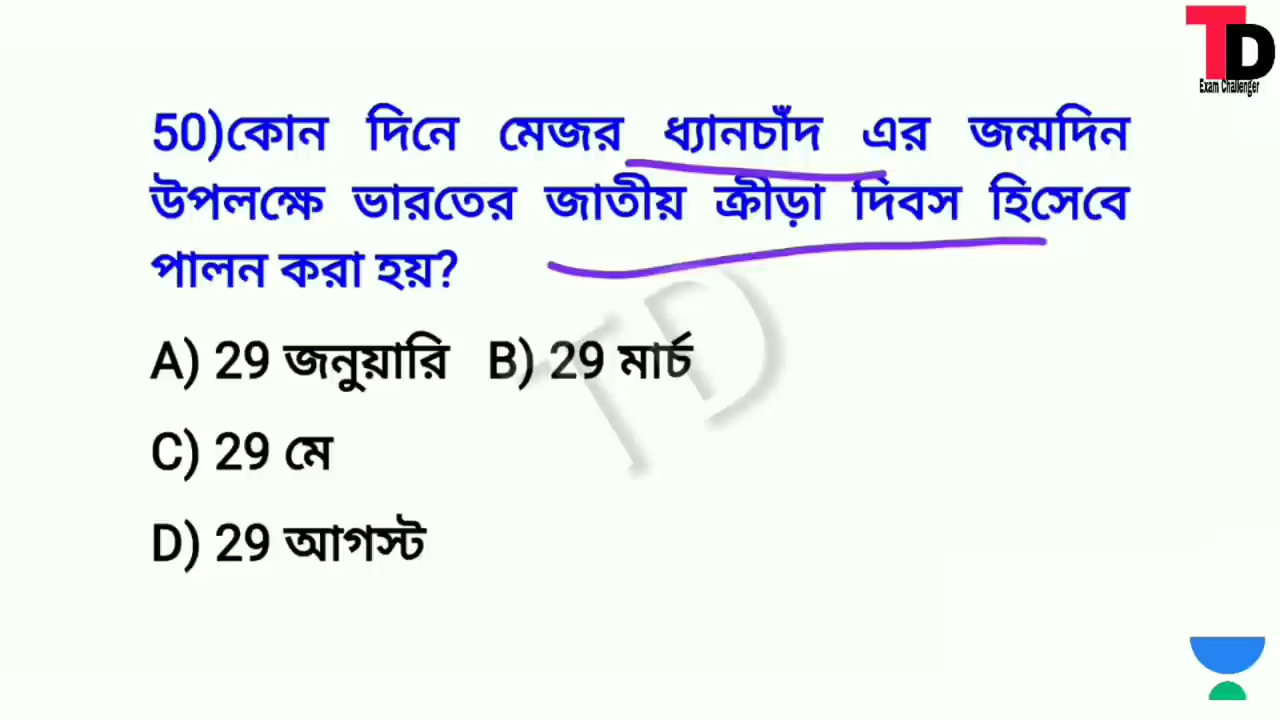 TD
Exam Challenger
50)কোন দিনে মেজর ধ্যানচাঁদ এর জন্মদিন
উপলক্ষে ভারতের জাতীয় ক্রীড়া দিবস হিসেবে
পালন করা হয়?
A) 29 জনুয়ারি B) 29 মার্চ
C) 29 মে
D) 29 আগস্ট
TD